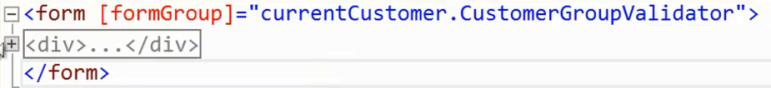 <form [formGroup]="currentCustomer.CustomerGroupValidator">
<div>...</div>
</form>